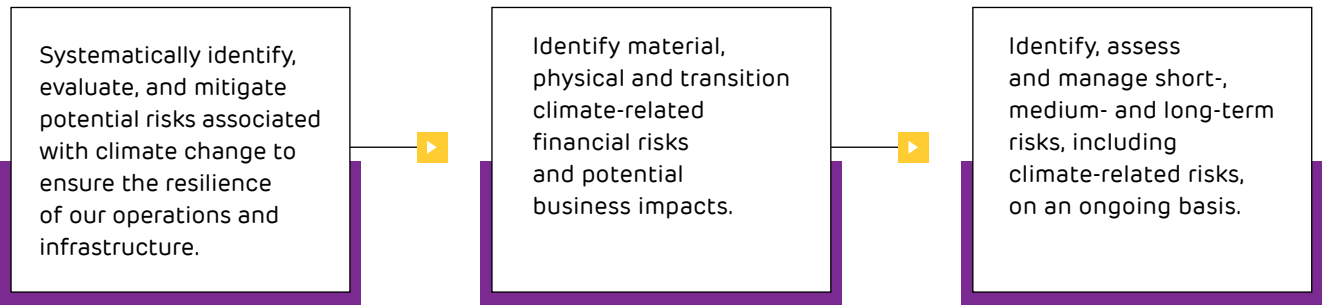 Systematically identify,
evaluate, and mitigate
potential risks associated
with climate change to
ensure the resilience
of our operations and
infrastructure.
Identify material,
physical and transition
climate-related
financial risks
and potential
business impacts.
Identify, assess
and manage short-,
medium- and long-term
risks, including
climate-related risks,
on an ongoing basis.